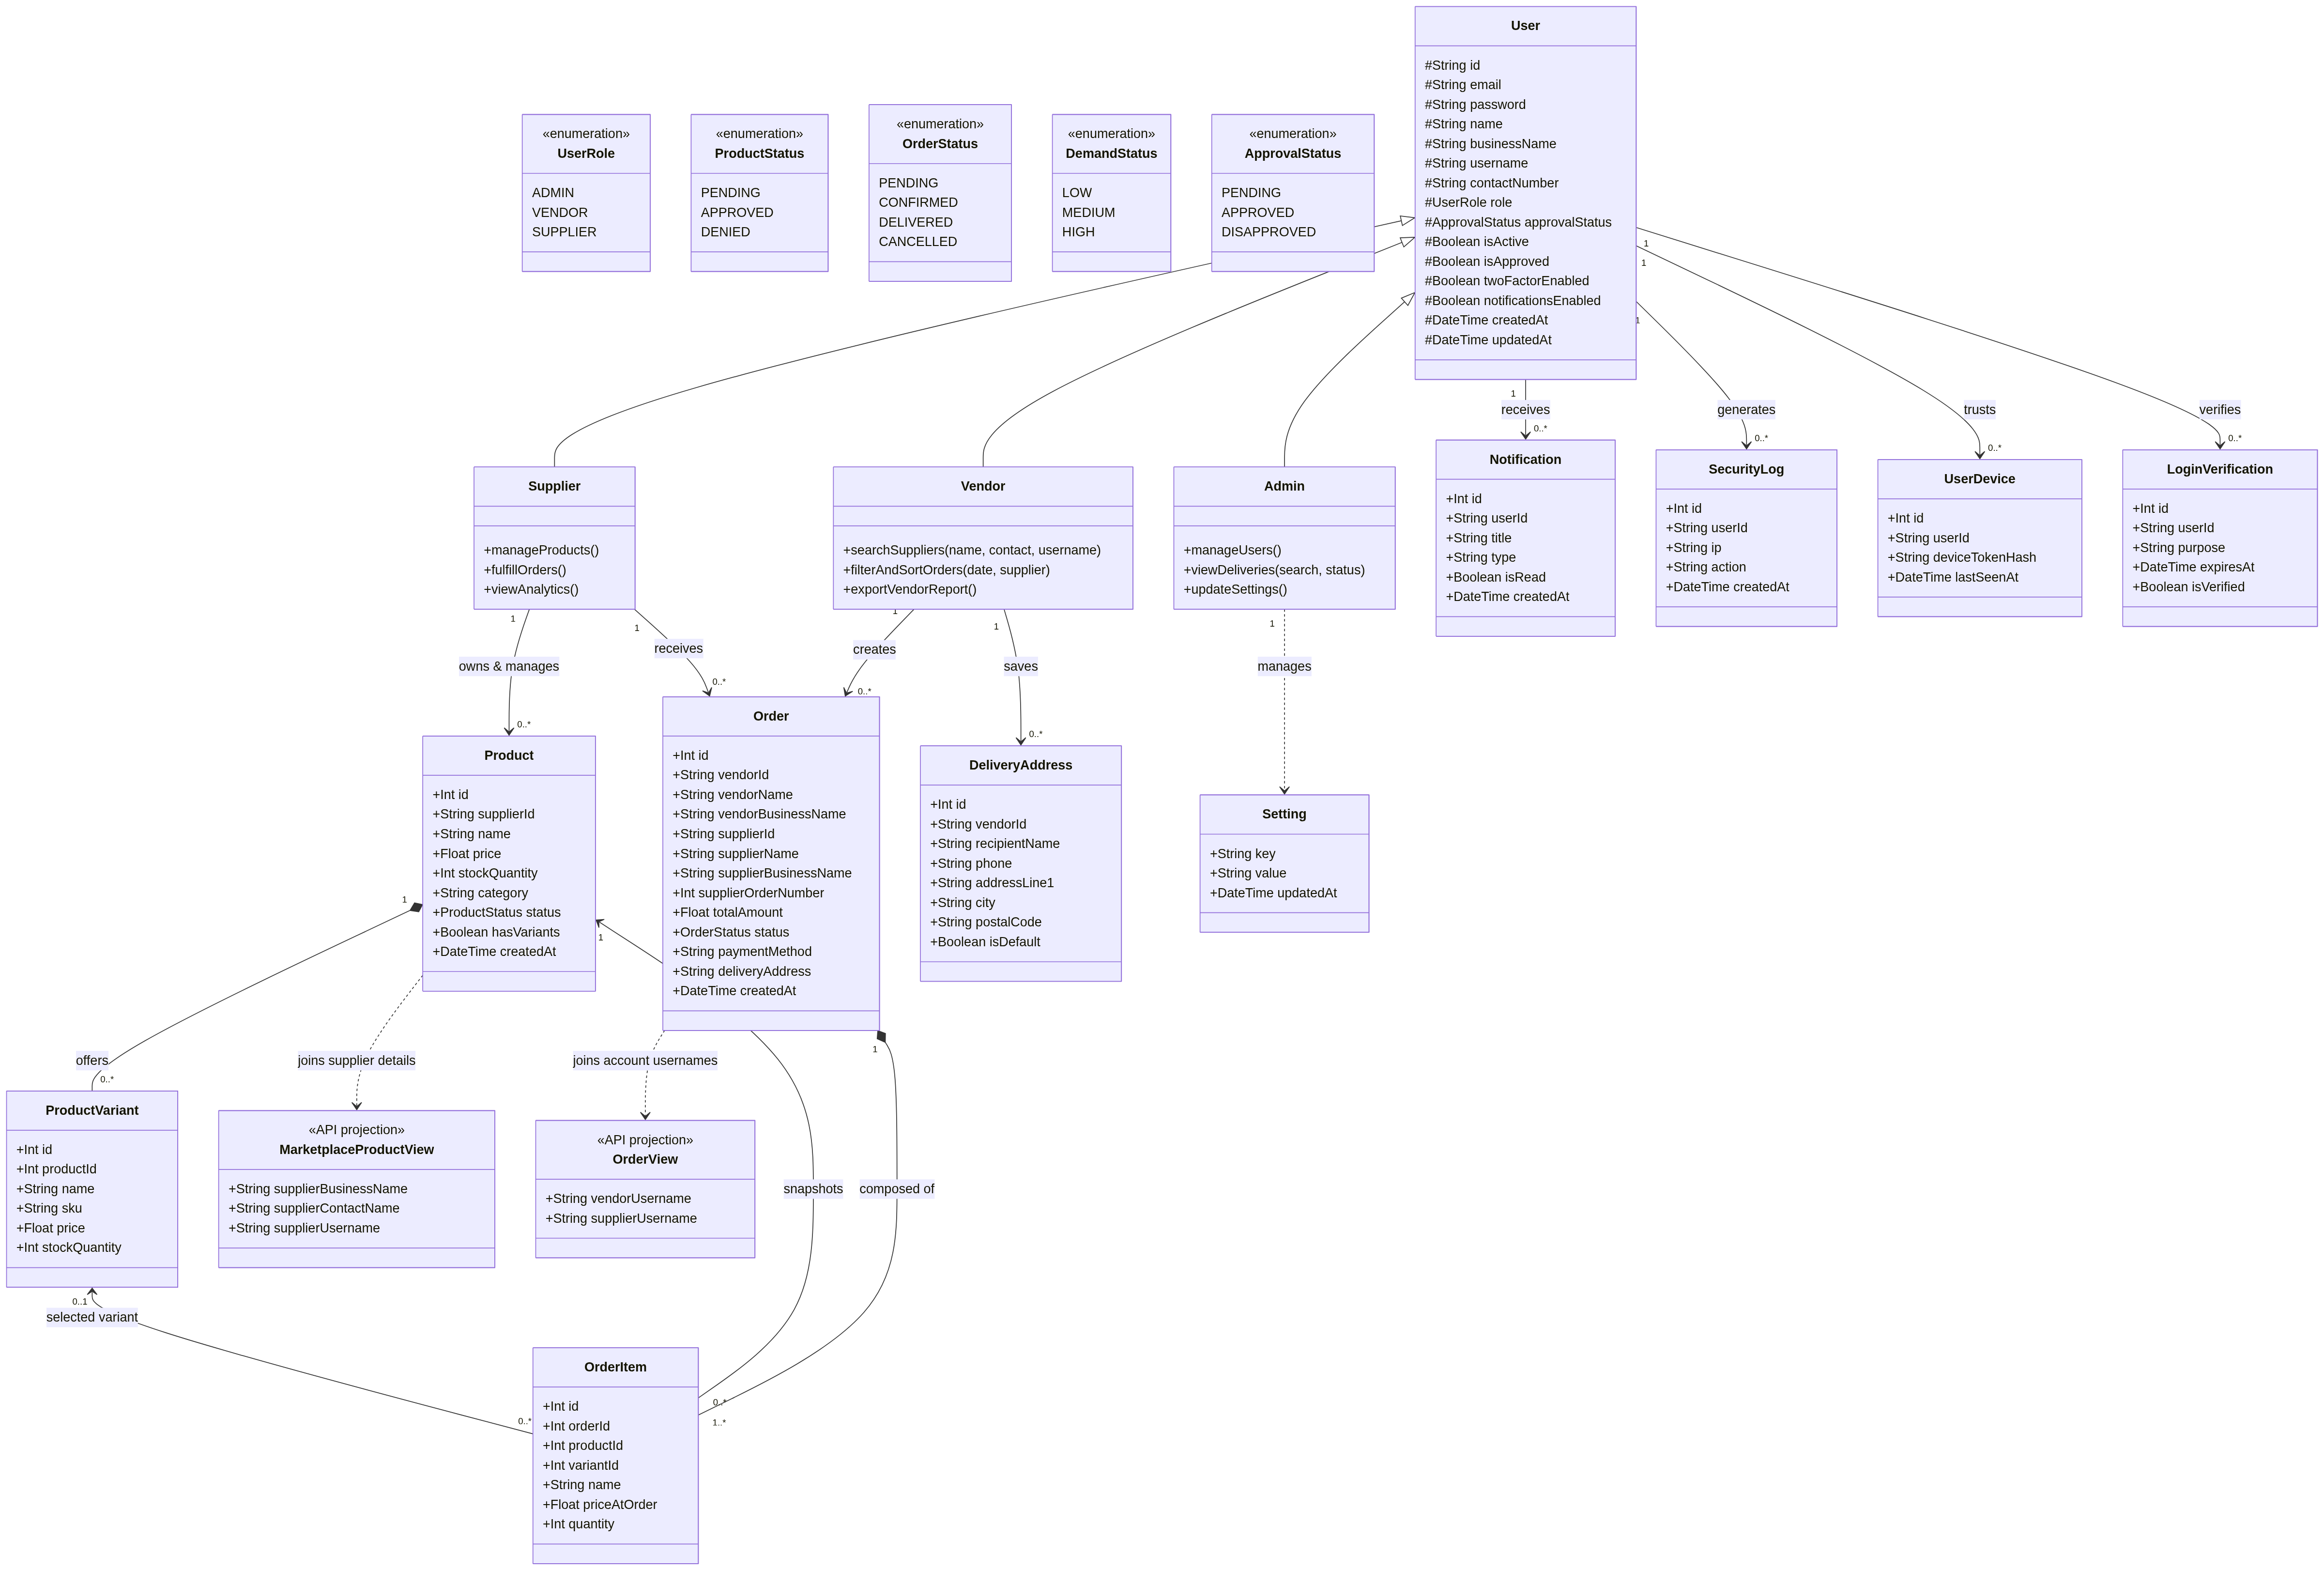 User
#String id
#String email
#String password
#String name
#String businessName
#String username
#String contactNumber
#UserRole role
#ApprovalStatus approvalStatus
#Boolean isActive
#Boolean isApproved
#Boolean twoFactorEnabled
#Boolean notificationsEnabled
#DateTime createdAt
#DateTime updatedAt
«enumeration»
UserRole
ADMIN
VENDOR
SUPPLIER
«enumeration»
ProductStatus
PENDING
APPROVED
DENIED
«enumeration»
OrderStatus
PENDING
CONFIRMED
DELIVERED
CANCELLED
«enumeration»
DemandStatus
LOW
MEDIUM
HIGH
«enumeration»
ApprovalStatus
PENDING
APPROVED
DISAPPROVED
1
1
1
1
receives
0..*
generates
0..*
trusts
0..*
verifies
0..*
Supplier
+manageProducts()
+fulfillOrders()
+viewAnalytics()
Vendor
+searchSuppliers(name, contact, username)
+filterAndSortOrders(date, supplier)
+exportVendorReport()
Admin
+manageUsers()
+viewDeliveries(search, status)
+updateSettings()
Notification
+Int id
+String userId
+String title
+String type
+Boolean isRead
+DateTime createdAt
SecurityLog
+Int id
+String userId
+String ip
+String action
+DateTime createdAt
UserDevice
+Int id
+String userId
+String deviceTokenHash
+DateTime lastSeenAt
LoginVerification
+Int id
+String userId
+String purpose
+DateTime expiresAt
+Boolean isVerified
1
owns & manages
0..*
1
receives
0..*
1
creates
0..*
1
saves
0..*
1
manages
Product
+Int id
+String supplierId
+String name
+Float price
+Int stockQuantity
+String category
+ProductStatus status
+Boolean hasVariants
+DateTime createdAt
Order
+Int id
+String vendorId
+String vendorName
+String vendorBusinessName
+String supplierId
+String supplierName
+String supplierBusinessName
+Int supplierOrderNumber
+Float totalAmount
+OrderStatus status
+String paymentMethod
+String deliveryAddress
+DateTime createdAt
DeliveryAddress
+Int id
+String vendorId
+String recipientName
+String phone
+String addressLine1
+String city
+String postalCode
+Boolean isDefault
Setting
+String key
+String value
+DateTime updatedAt
1
1
1
offers
0..*
joins supplier details
joins account usernames
ProductVariant
+Int id
+Int productId
+String name
+String sku
+Float price
+Int stockQuantity
«API projection»
MarketplaceProductView
+String supplierBusinessName
+String supplierContactName
+String supplierUsername
«API projection»
OrderView
+String vendorUsername
+String supplierUsername
snapshots
composed of
0..1
selected variant
0..*
0..*
1..*
OrderItem
+Int id
+Int orderId
+Int productId
+Int variantId
+String name
+Float priceAtOrder
+Int quantity